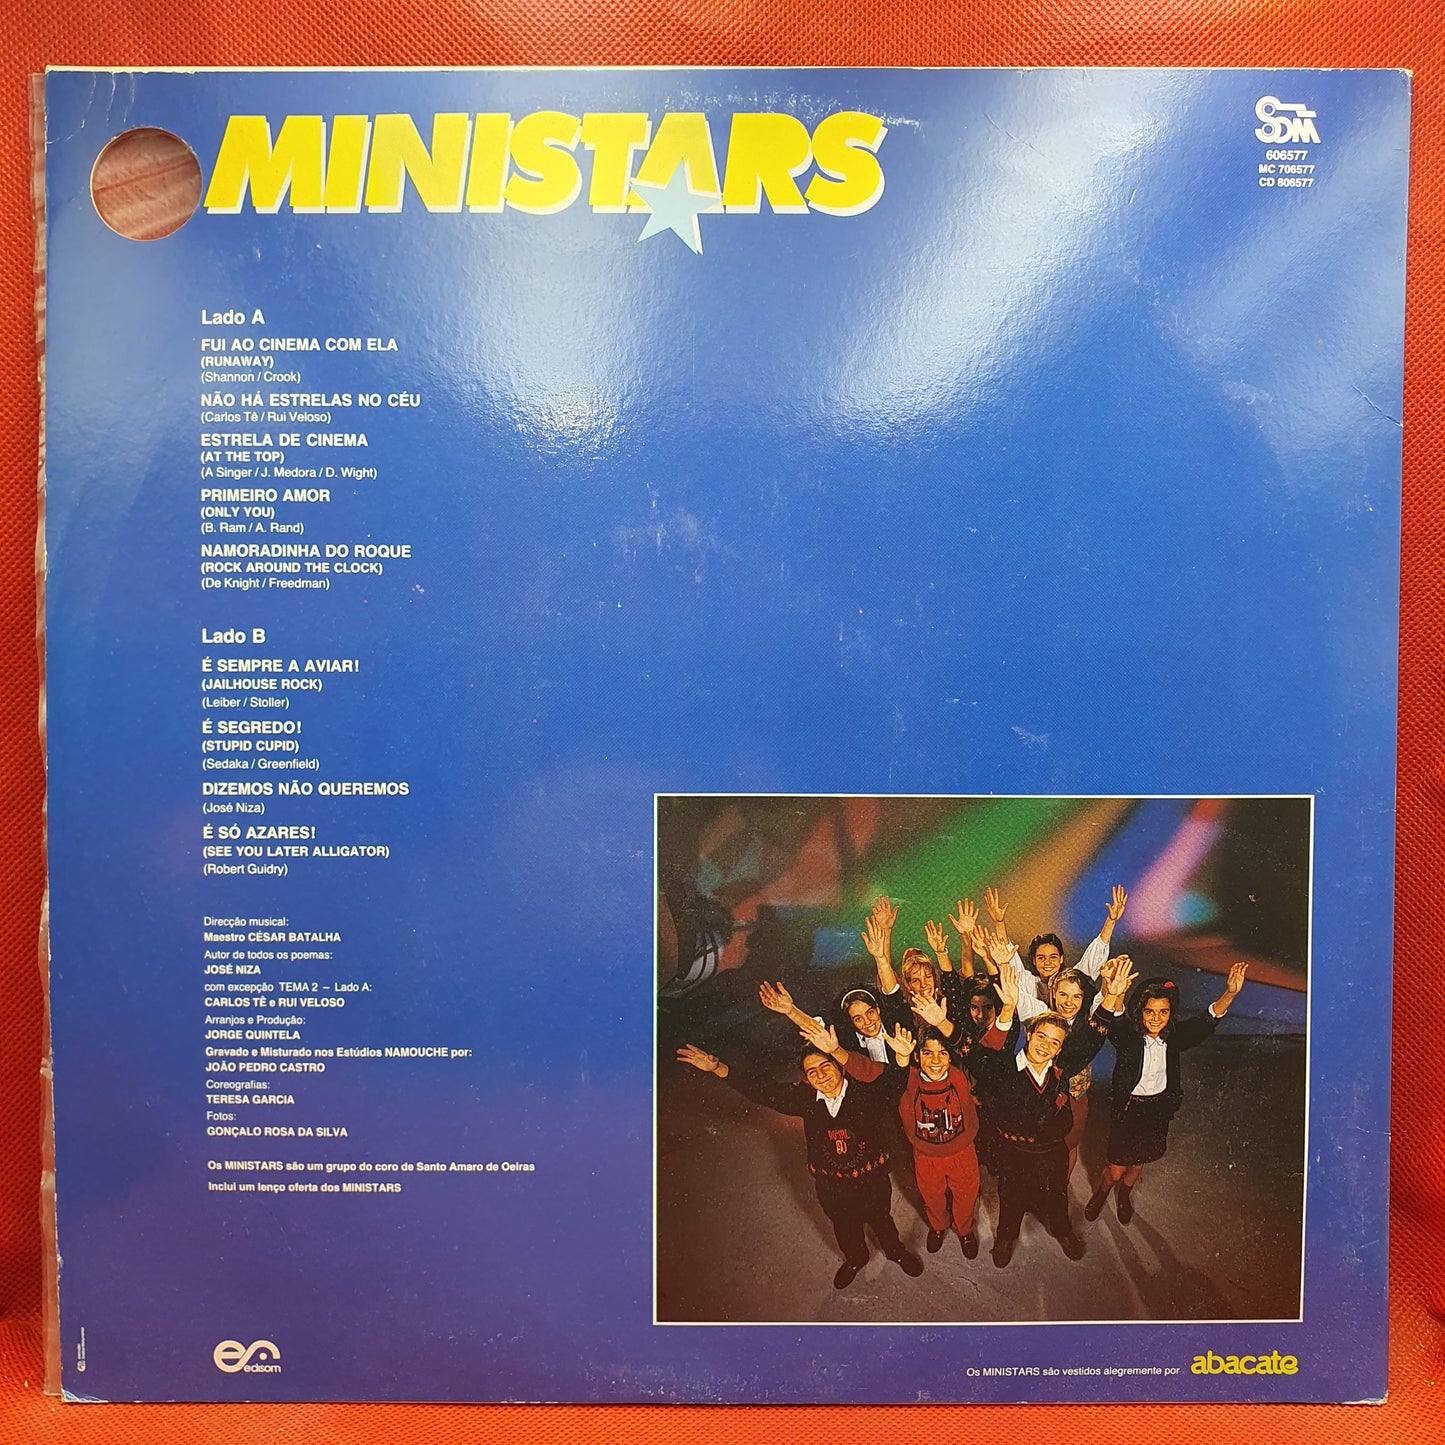 MINISTARS
SOM
606577
MC 706577
CD 806577
Lado A
FUI AO CINEMA COM ELA
(RUNAWAY)
(Shannon / Crook)
NÃO HÁ ESTRELAS NO CÉU
(Carlos Tê / Rui Veloso)
ESTRELA DE CINEMA
(AT THE TOP)
(A Singer / J. Medora / D. Wight)
PRIMEIRO AMOR
(ONLY YOU)
(B. Ram / A. Rand)
NAMORADINHA DO ROQUE
(ROCK AROUND THE CLOCK)
(De Knight / Freedman)
Lado B
É SEMPRE A AVIAR!
(JAILHOUSE ROCK)
(Leiber / Stoller)
É SEGREDO!
(STUPID CUPID)
(Sedaka / Greenfield)
DIZEMOS NÃO QUEREMOS
(José Niza)
É SÓ AZARES!
(SEE YOU LATER ALLIGATOR)
(Robert Guidry)
Direcção musical:
Maestro CÉSAR BATALHA
Autor de todos os poemas:
JOSÉ NIZA
com excepção TEMA 2 – Lado A:
CARLOS TÊ e RUI VELOSO
Arranjos e Produção:
JORGE QUINTELA
Gravado e Misturado nos Estúdios NAMOUCHE por:
JOÃO PEDRO CASTRO
Coreografias:
TERESA GARCIA
Fotos:
GONÇALO ROSA DA SILVA
Os MINISTARS são um grupo do coro de Santo Amaro de Oeiras
Inclui um lenço oferta dos MINISTARS
edisom
Os MINISTARS são vestidos alegremente por abacate